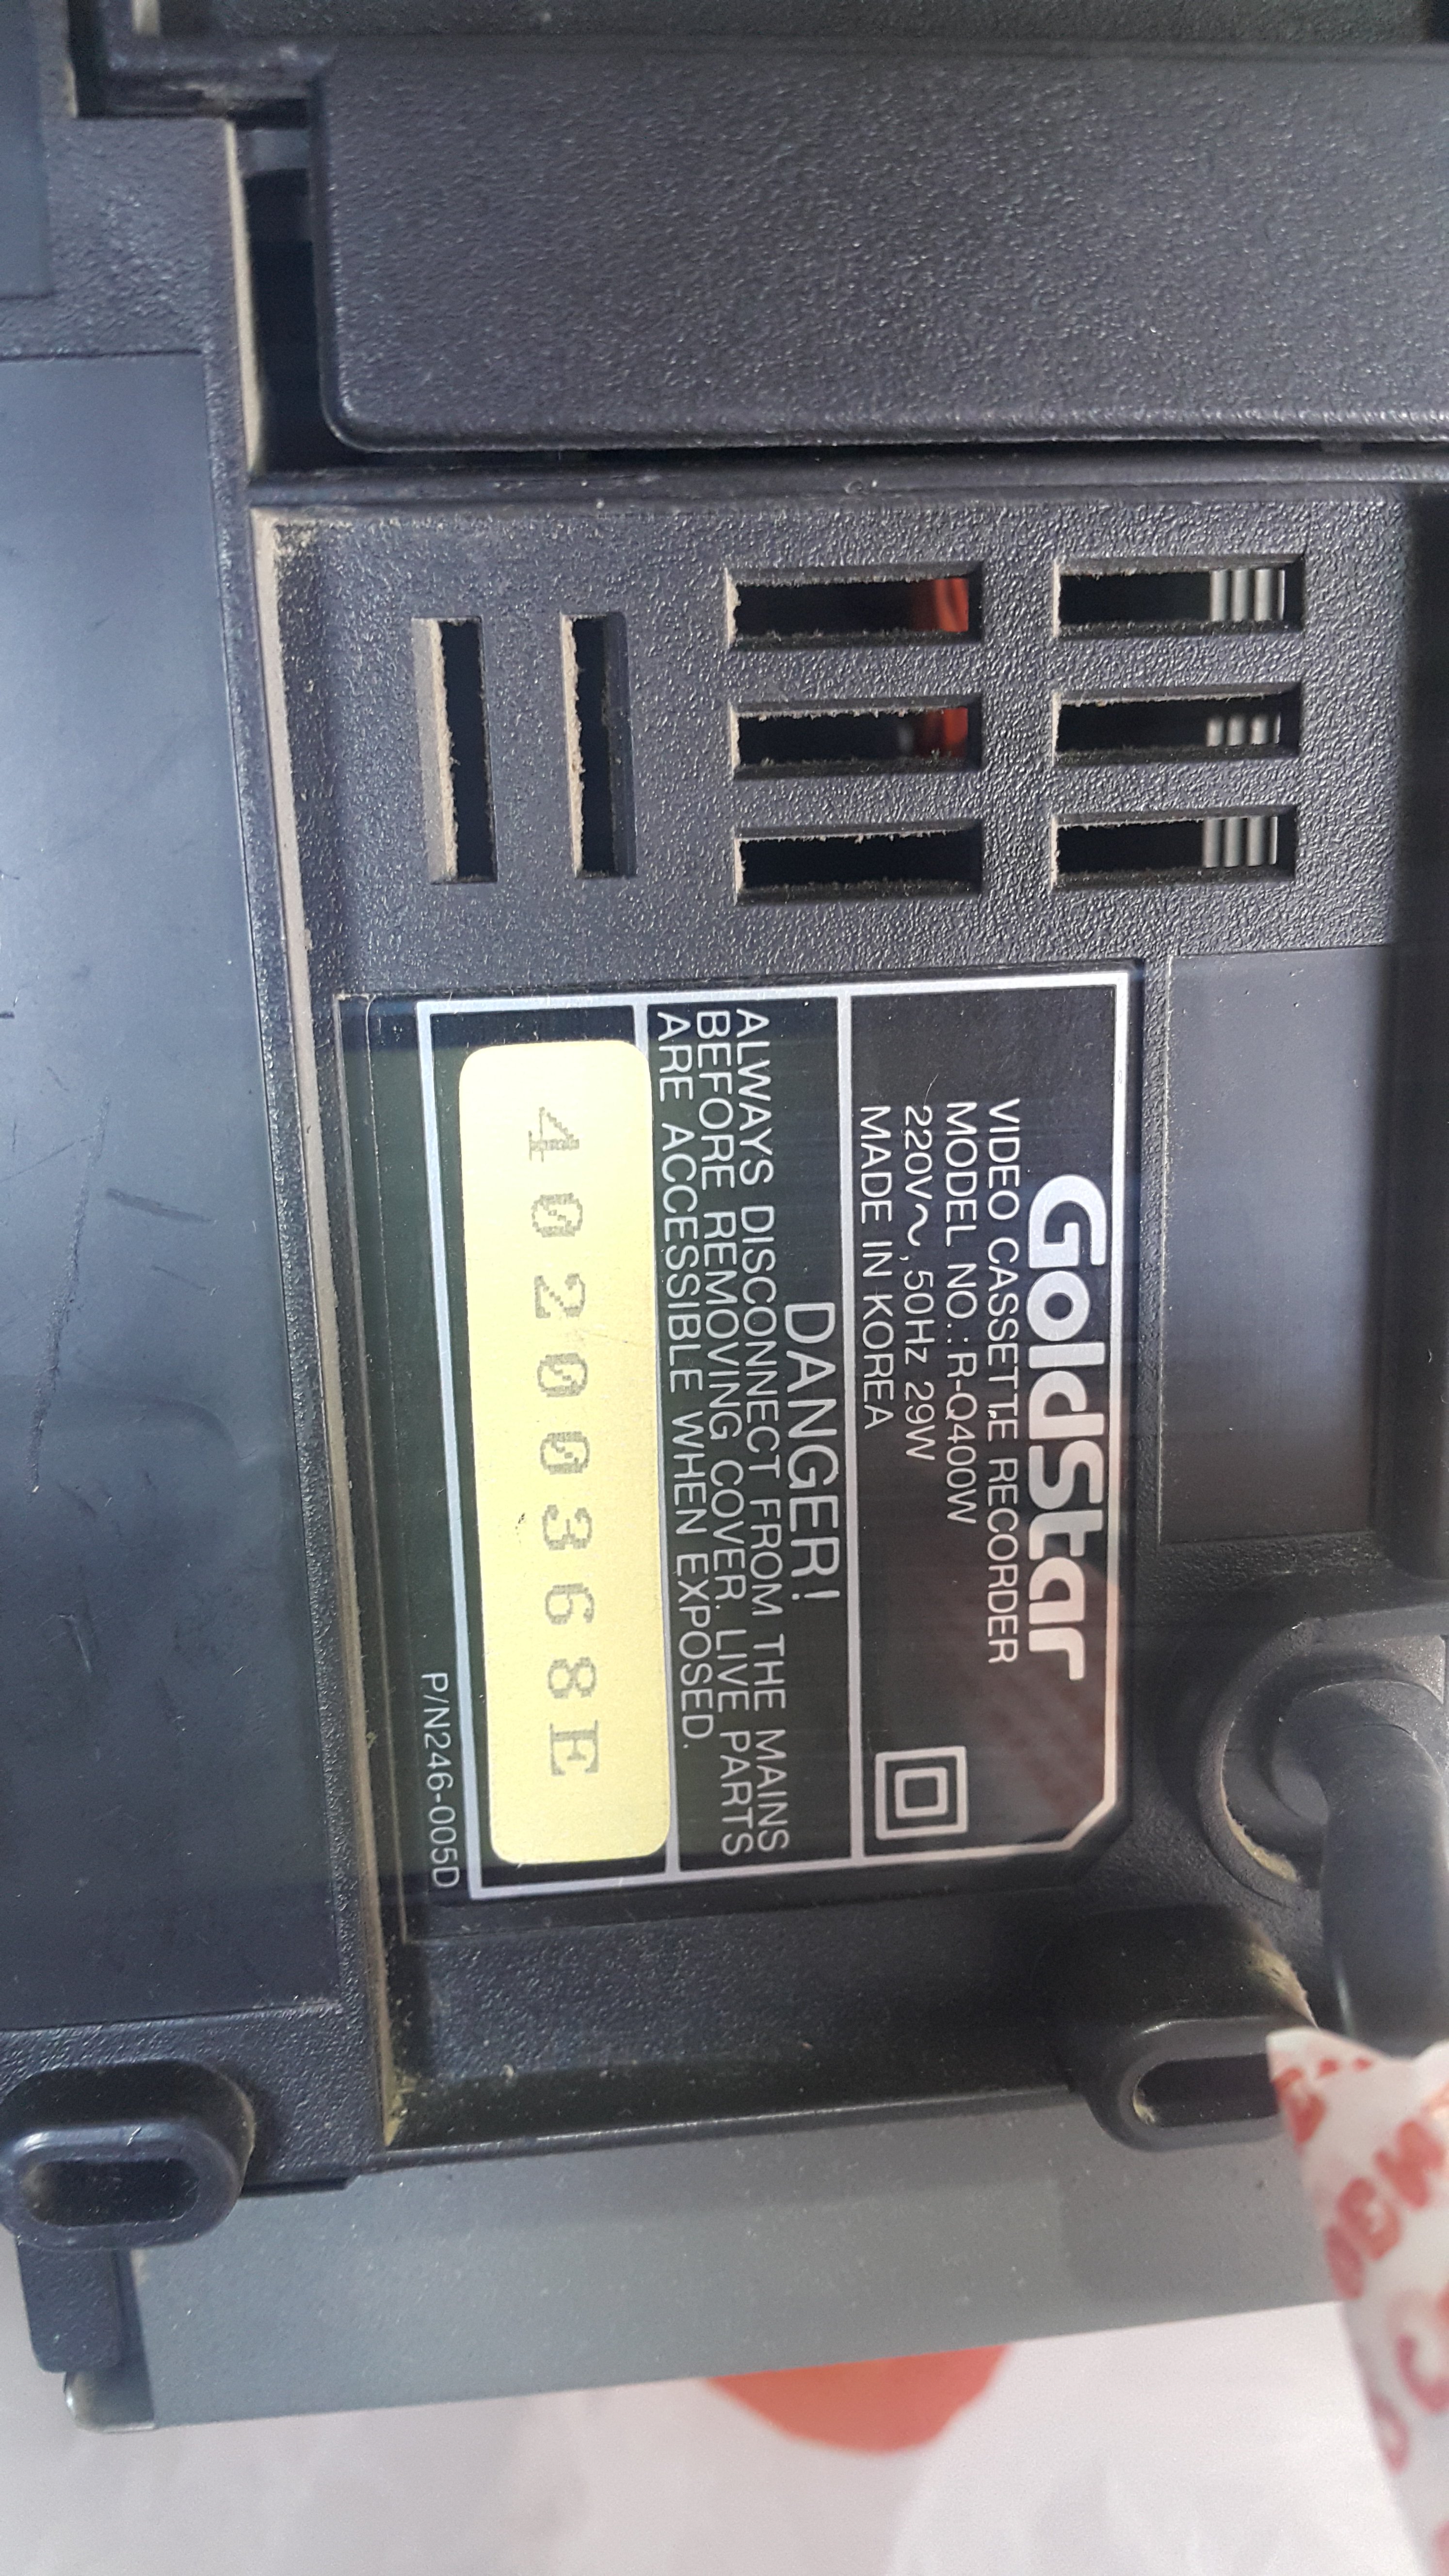 GoldStar
VIDEO CASSETTE RECORDER
MODEL NO.: R-Q400W
220V~, 50Hz 29W
MADE IN KOREA
DANGER!
ALWAYS DISCONNECT FROM THE MAINS
BEFORE REMOVING COVER. LIVE PARTS
ARE ACCESSIBLE WHEN EXPOSED.
40200368E
P/N246-005D